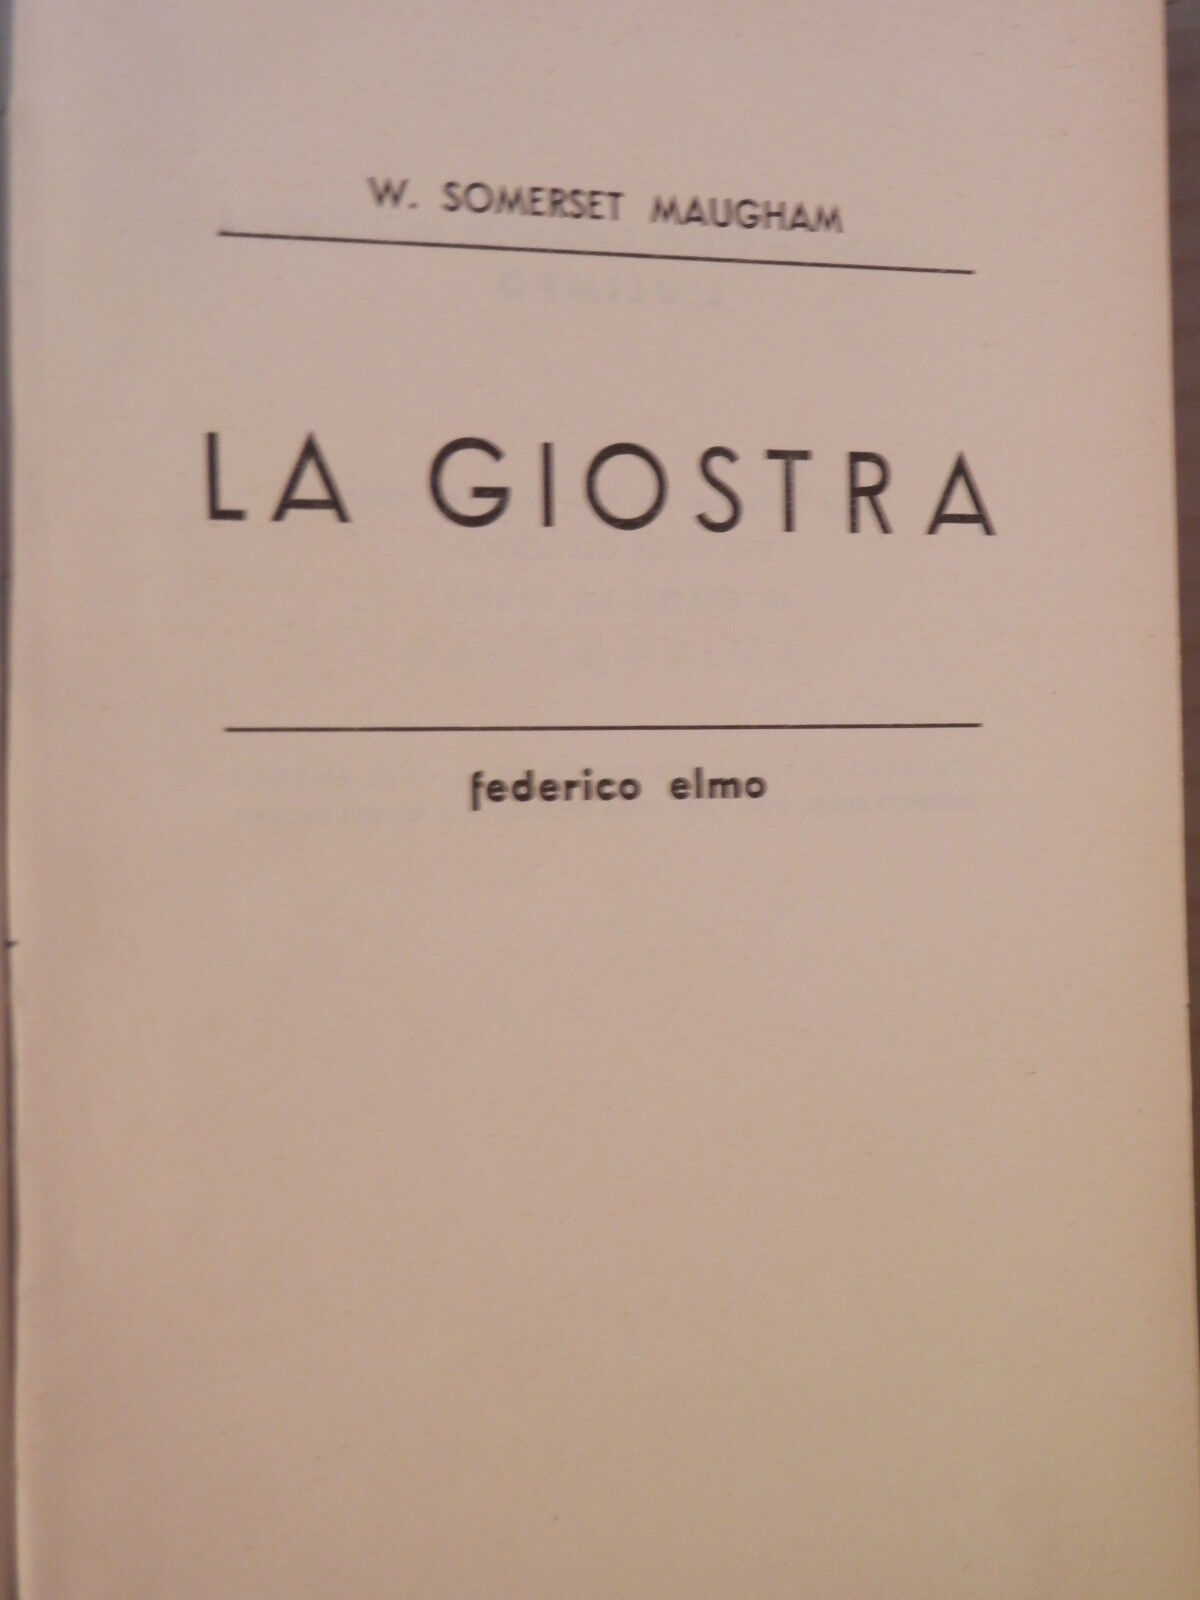 W. SOMERSET MAUGHAM
LA GIOSTRA
federico elmo